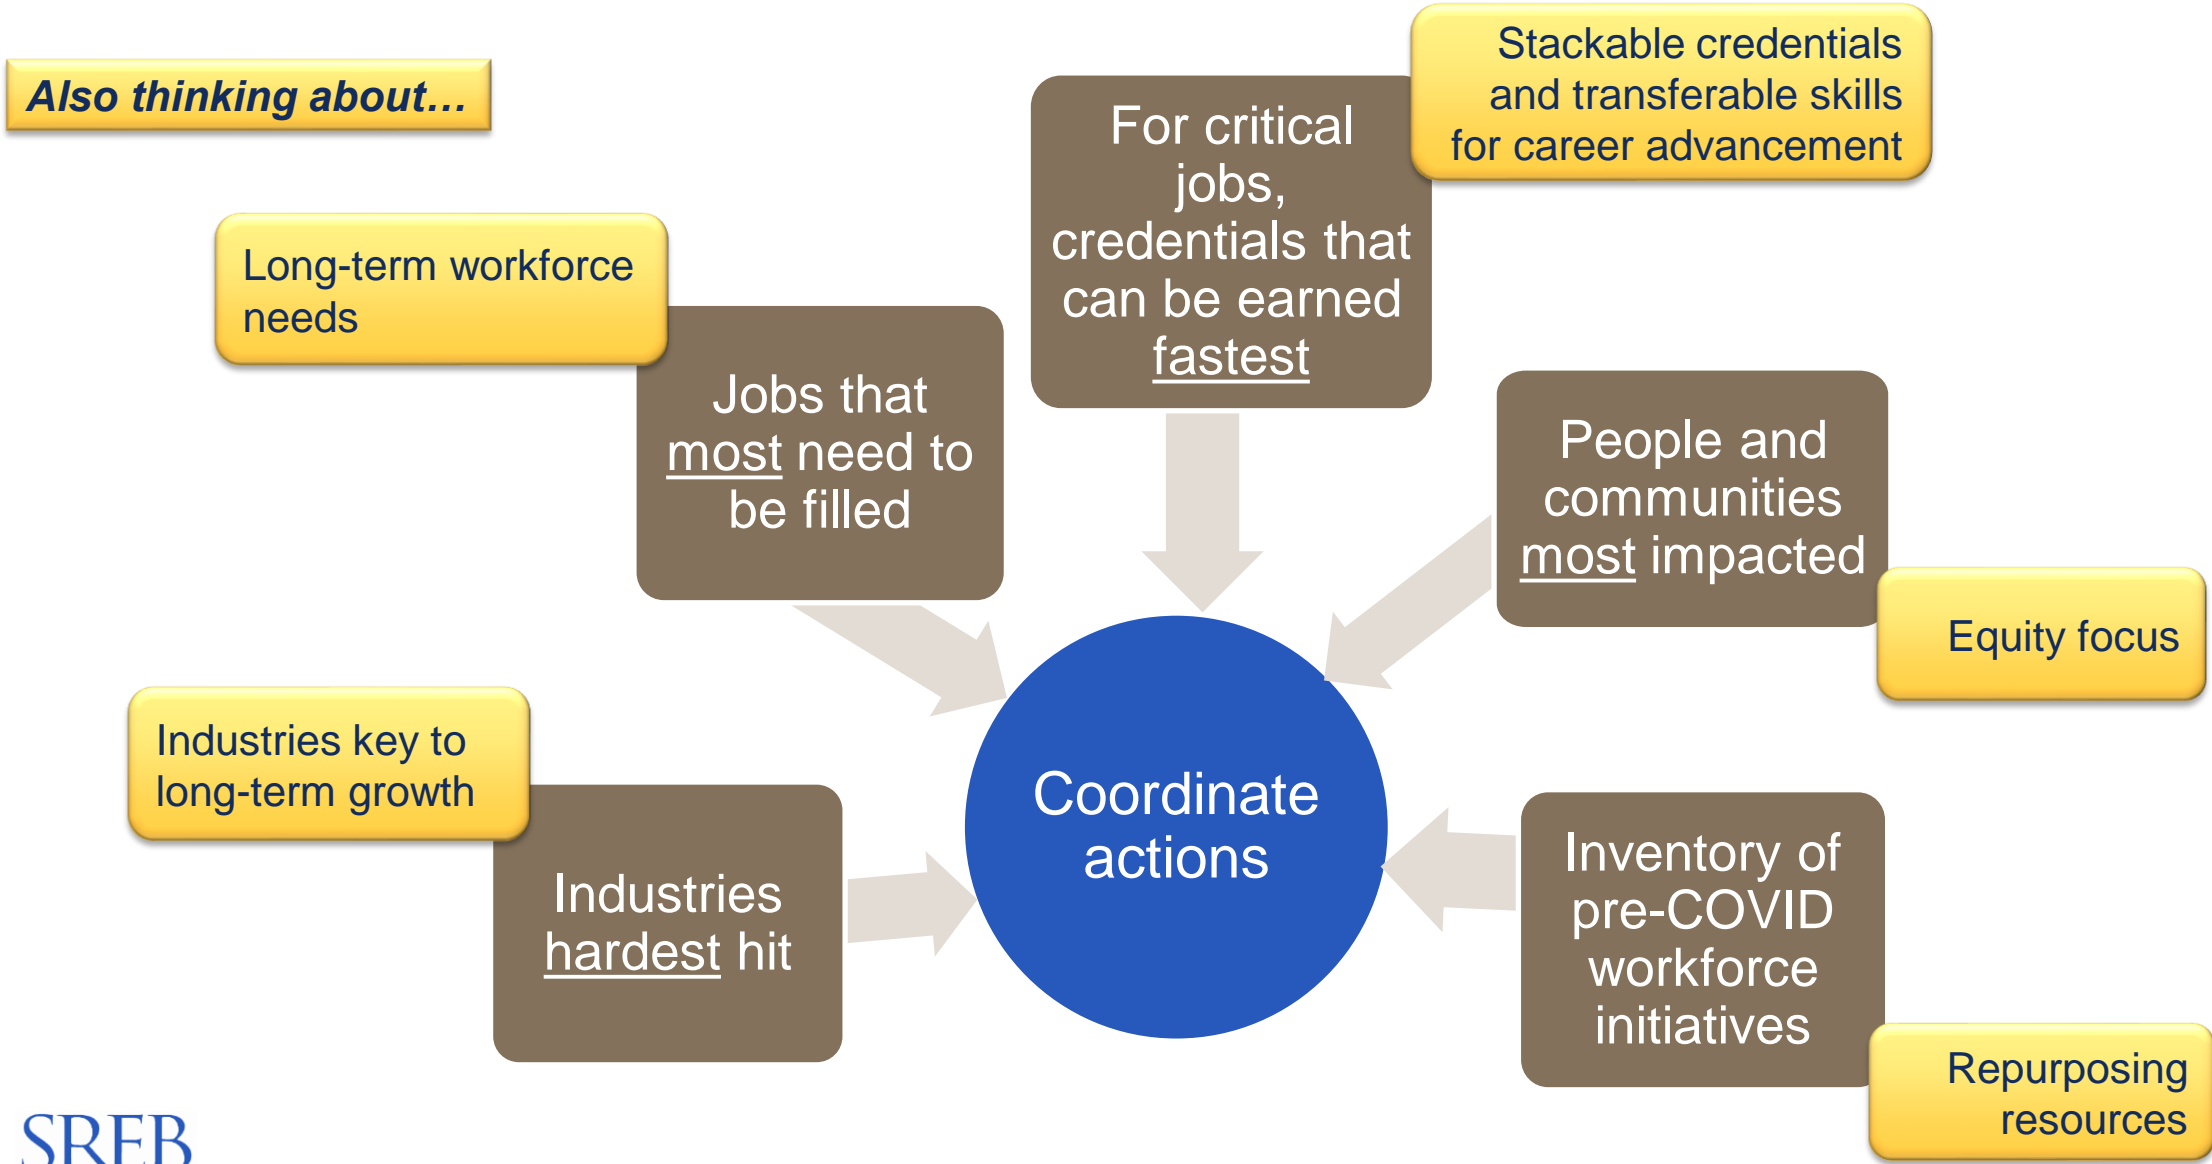 Also thinking about…
Stackable credentials
and transferable skills
for career advancement
For critical
jobs,
credentials that
can be earned
fastest
Long-term workforce
needs
Jobs that
most need to
be filled
People and
communities
most impacted
Equity focus
Industries key to
long-term growth
Industries
hardest hit
Coordinate
actions
Inventory of
pre-COVID
workforce
initiatives
Repurposing
resources
SREB